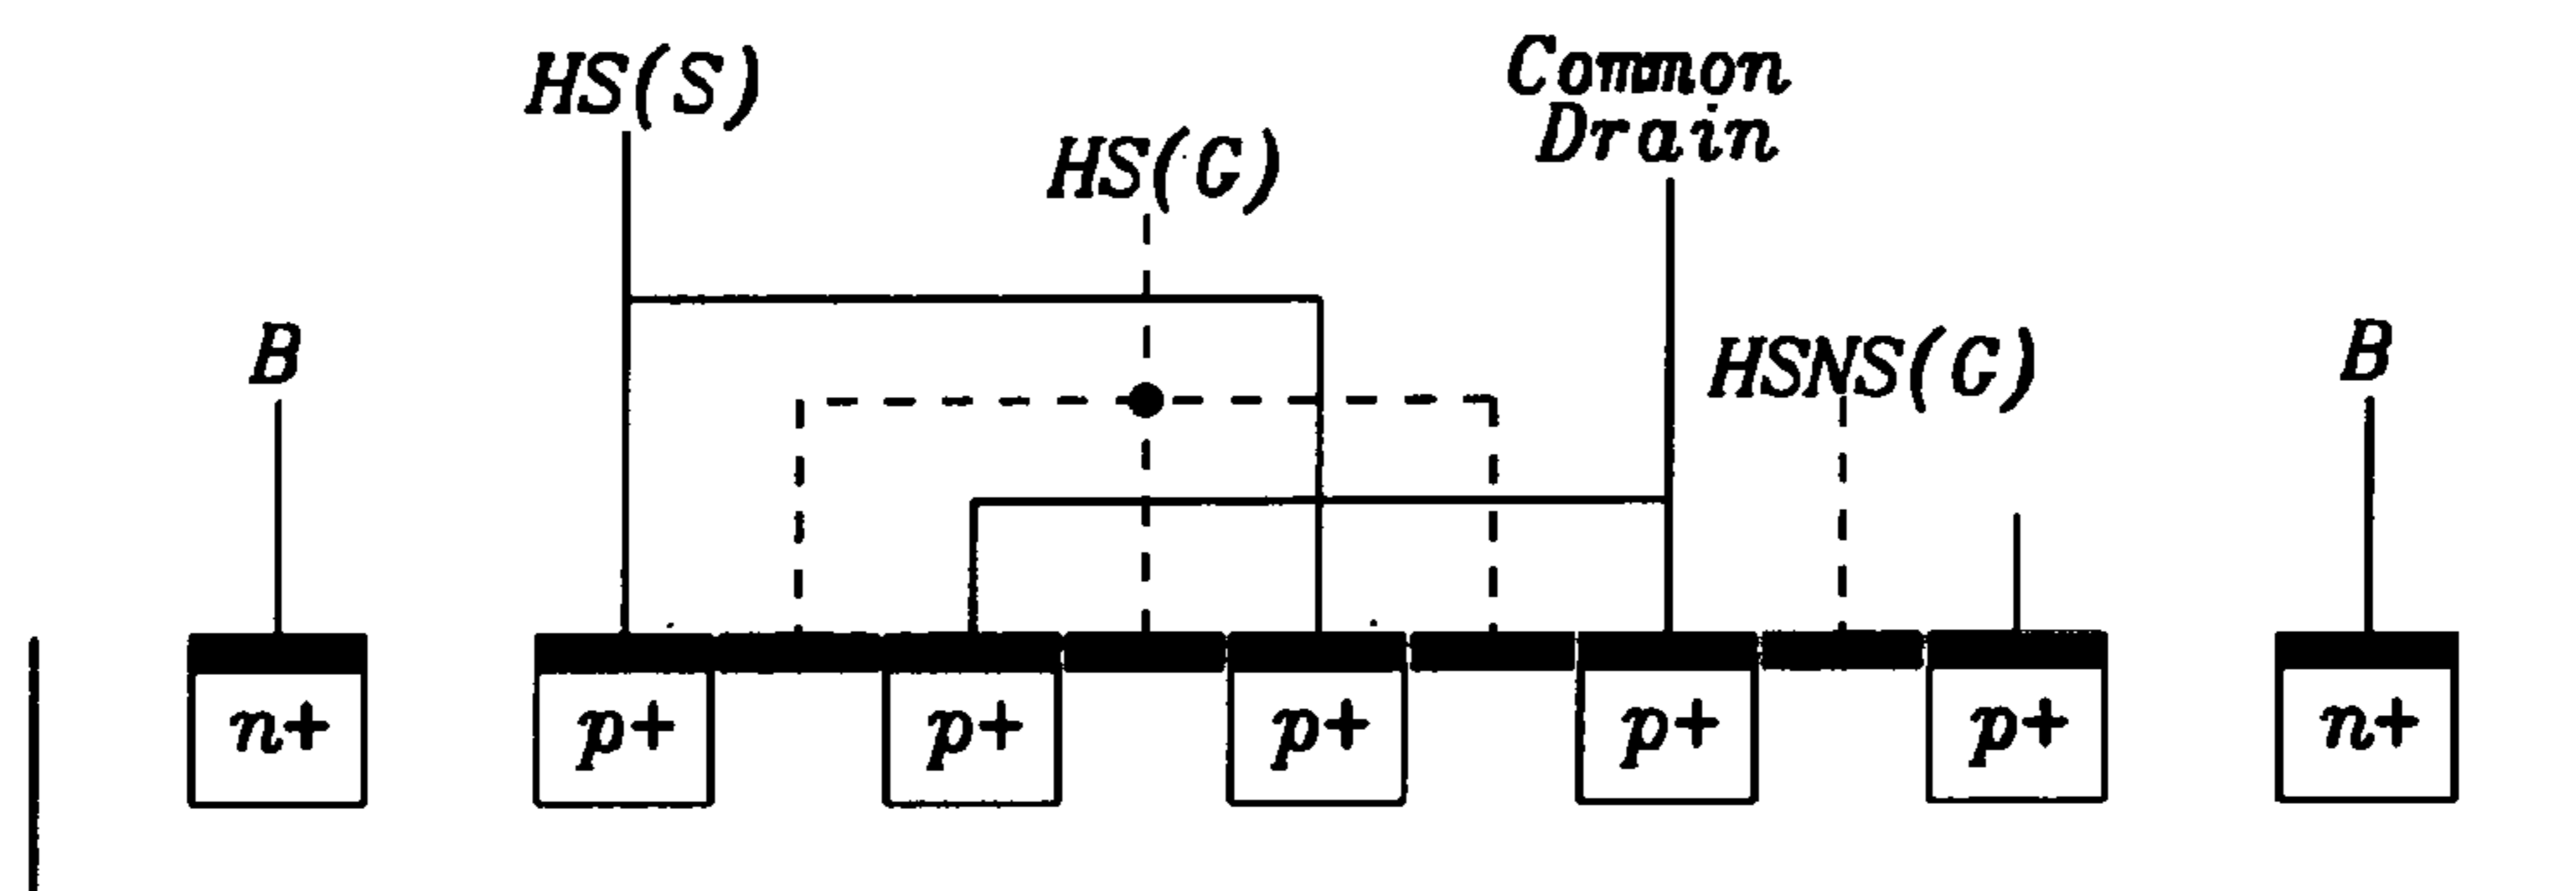 HS(S)
Common
Drain
HS(G)
B
HSNS(G)
B
n+
p+
p+
p+
p+
p+
n+